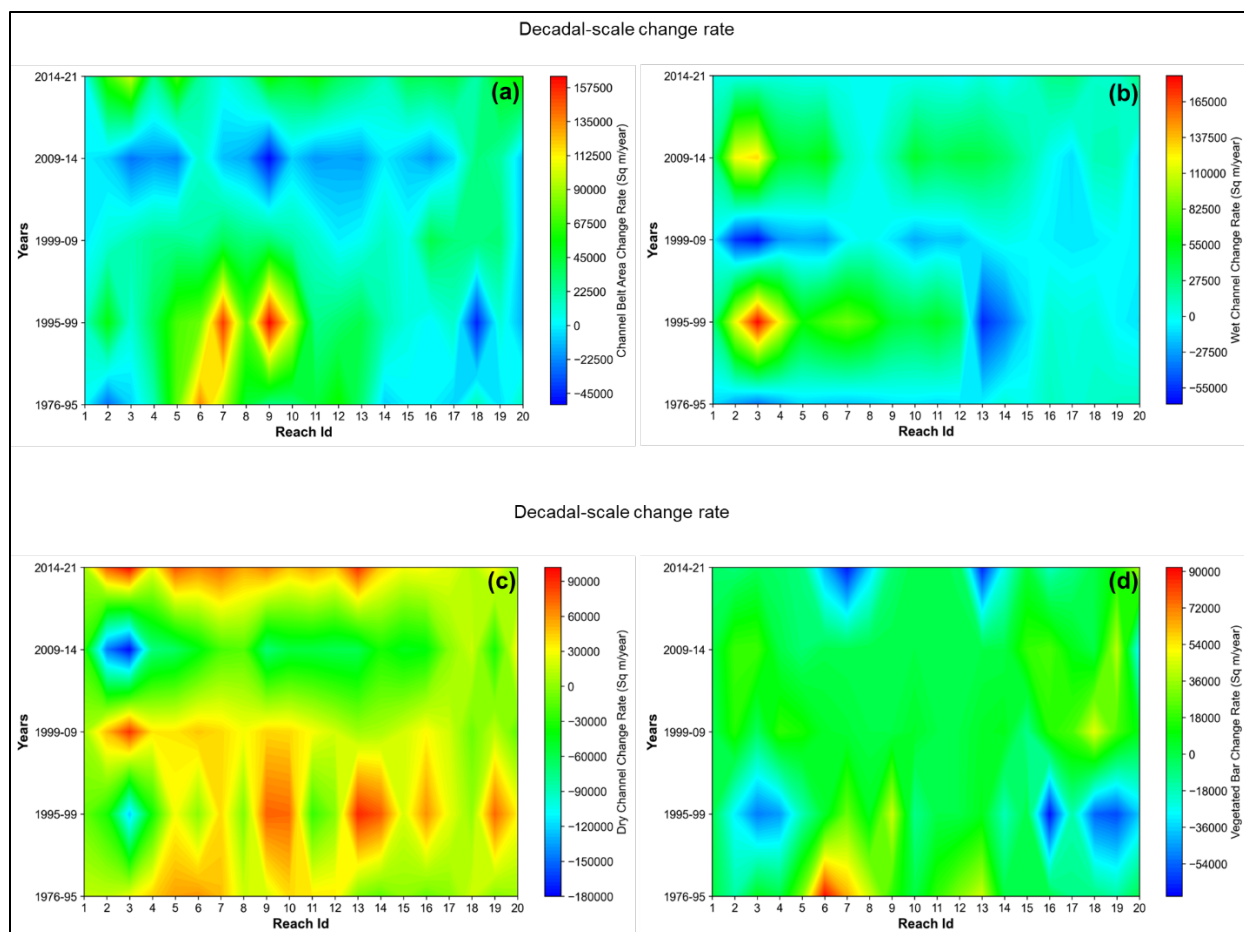 Decadal-scale change rate
(a)
Years
2014-21
2009-14
1999-09
1995-99
1976-95
1 2 3 4 5 6 7 8 9 10 11 12 13 14 15 16 17 18 19 20
Reach Id
157500
135000
112500
90000
67500
45000
22500
0
−22500
−45000
Channel Belt Area Change Rate (Sq m/year)
(b)
Years
2014-21
2009-14
1999-09
1995-99
1976-95
1 2 3 4 5 6 7 8 9 10 11 12 13 14 15 16 17 18 19 20
Reach Id
165000
137500
110000
82500
55000
27500
0
−27500
−55000
Wet Channel Change Rate (Sq m/year)
Decadal-scale change rate
(c)
Years
2014-21
2009-14
1999-09
1995-99
1976-95
1 2 3 4 5 6 7 8 9 10 11 12 13 14 15 16 17 18 19 20
Reach Id
90000
60000
30000
0
−30000
−60000
−90000
−120000
−150000
−180000
Dry Channel Change Rate (Sq m/year)
(d)
Years
2014-21
2009-14
1999-09
1995-99
1976-95
1 2 3 4 5 6 7 8 9 10 11 12 13 14 15 16 17 18 19 20
Reach Id
90000
72000
54000
36000
18000
0
−18000
−36000
−54000
Vegetated Bar Change Rate (Sq m/year)